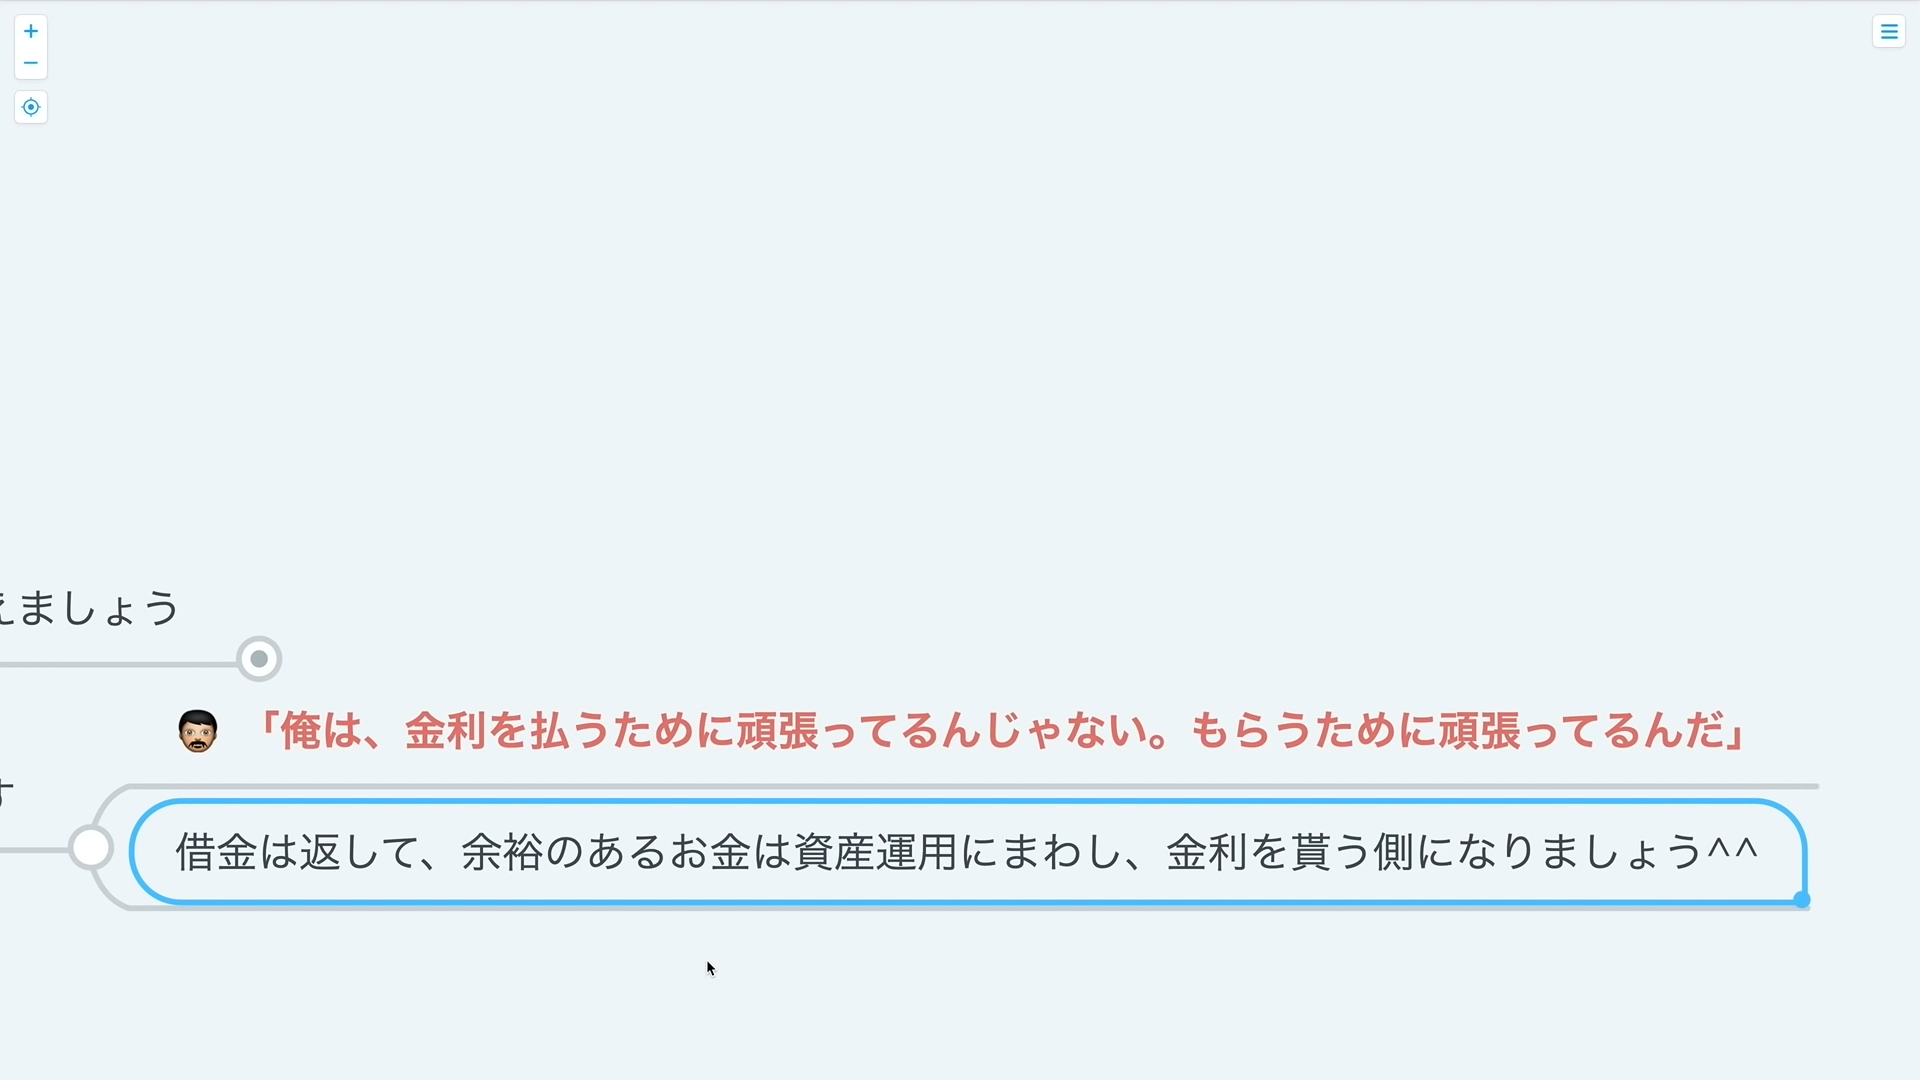 えましょう
「俺は、金利を払うために頑張ってるんじゃない。もらうために頑張ってるんだ」
す
借金は返して、余裕のあるお金は資産運用にまわし、金利を貰う側になりましょう^^